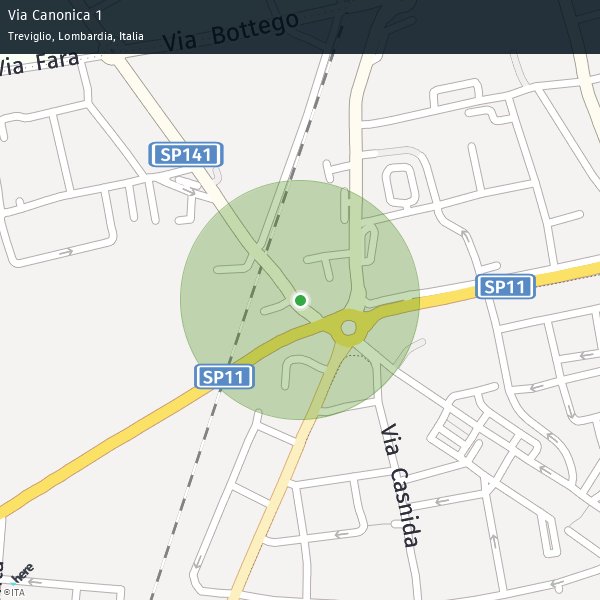 Via Canonica 1
Treviglio, Lombardia, Italia
Via Bottego
Via Fara
SP141
SP11
SP11
Via Casnida
here
©ITA